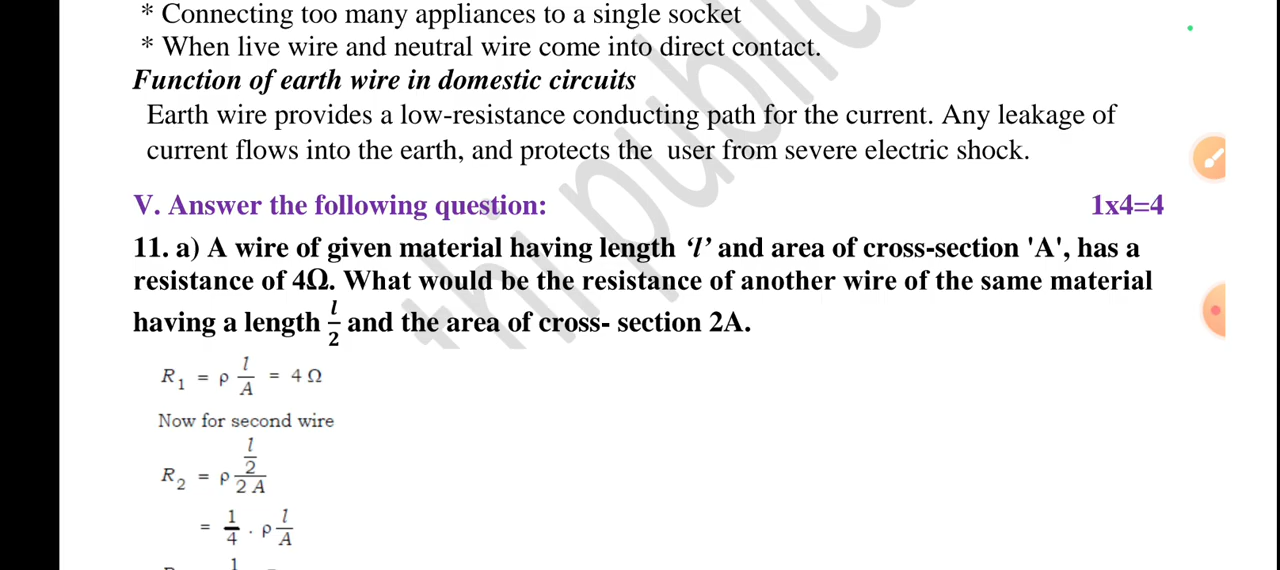 * Connecting too many appliances to a single socket
* When live wire and neutral wire come into direct contact.
Function of earth wire in domestic circuits
Earth wire provides a low-resistance conducting path for the current. Any leakage of
current flows into the earth, and protects the user from severe electric shock.
V. Answer the following question: 1x4=4
11. a) A wire of given material having length ‘l’ and area of cross-section 'A', has a
resistance of 4Ω. What would be the resistance of another wire of the same material
having a length l/2 and the area of cross- section 2A.
R₁ = ρ l/A = 4 Ω
Now for second wire
R₂ = ρ (l/2)/(2 A)
= 1/4 · ρ l/A